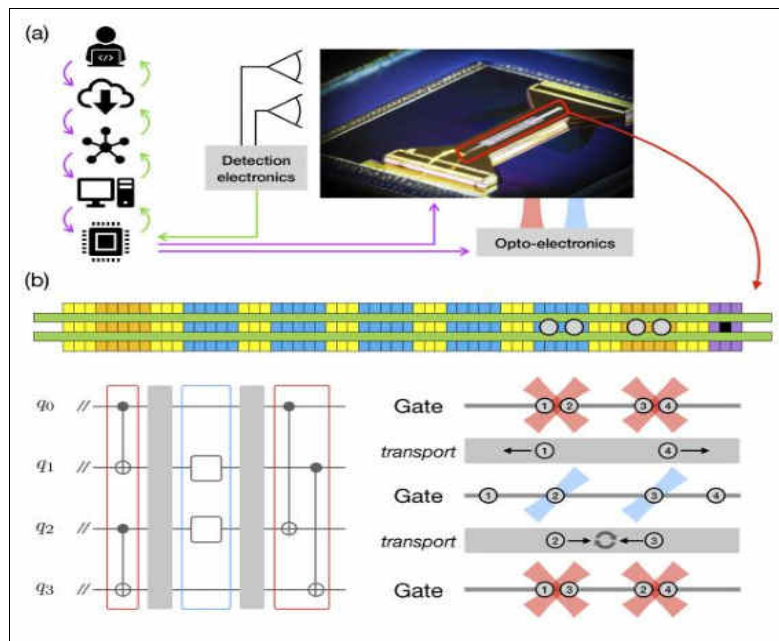 (a)
</>
Detection
electronics
Opto-electronics
(b)
q0
q1
q2
q3
Gate
1 2 3 4
transport
1 4
Gate
1 2 3 4
transport
2 3
Gate
1 3 2 4